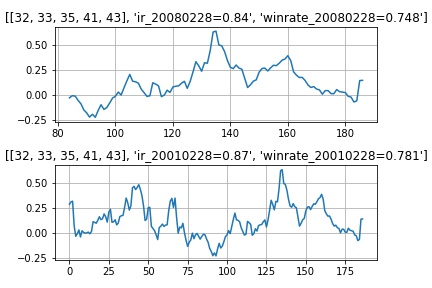 [[32, 33, 35, 41, 43], 'ir_20080228=0.84', 'winrate_20080228=0.748']
0.50
0.25
0.00
−0.25
80 100 120 140 160 180
[[32, 33, 35, 41, 43], 'ir_20010228=0.87', 'winrate_20010228=0.781']
0.50
0.25
0.00
−0.25
0 25 50 75 100 125 150 175